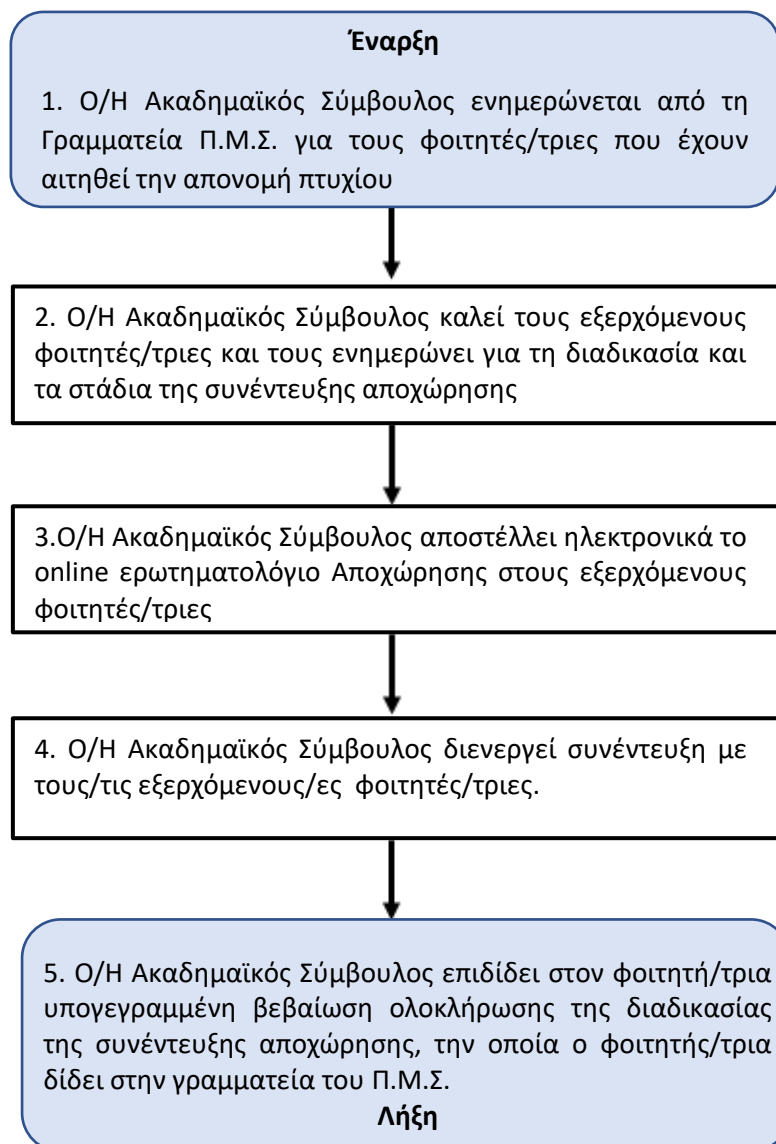 Έναρξη
1. Ο/Η Ακαδημαϊκός Σύμβουλος ενημερώνεται από τη
Γραμματεία Π.Μ.Σ. για τους φοιτητές/τριες που έχουν
αιτηθεί την απονομή πτυχίου
2. Ο/Η Ακαδημαϊκός Σύμβουλος καλεί τους εξερχόμενους
φοιτητές/τριες και τους ενημερώνει για τη διαδικασία και
τα στάδια της συνέντευξης αποχώρησης
3.Ο/Η Ακαδημαϊκός Σύμβουλος αποστέλλει ηλεκτρονικά το
online ερωτηματολόγιο Αποχώρησης στους εξερχόμενους
φοιτητές/τριες
4. Ο/Η Ακαδημαϊκός Σύμβουλος διενεργεί συνέντευξη με
τους/τις εξερχόμενους/ες φοιτητές/τριες.
5. Ο/Η Ακαδημαϊκός Σύμβουλος επιδίδει στον φοιτητή/τρια
υπογεγραμμένη βεβαίωση ολοκλήρωσης της διαδικασίας
της συνέντευξης αποχώρησης, την οποία ο φοιτητής/τρια
δίδει στην γραμματεία του Π.Μ.Σ.
Λήξη